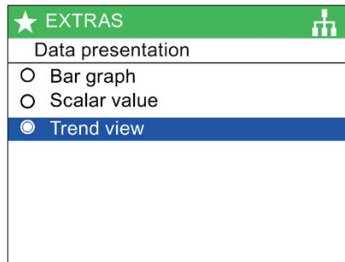 EXTRAS
Data presentation
Bar graph
Scalar value
Trend view